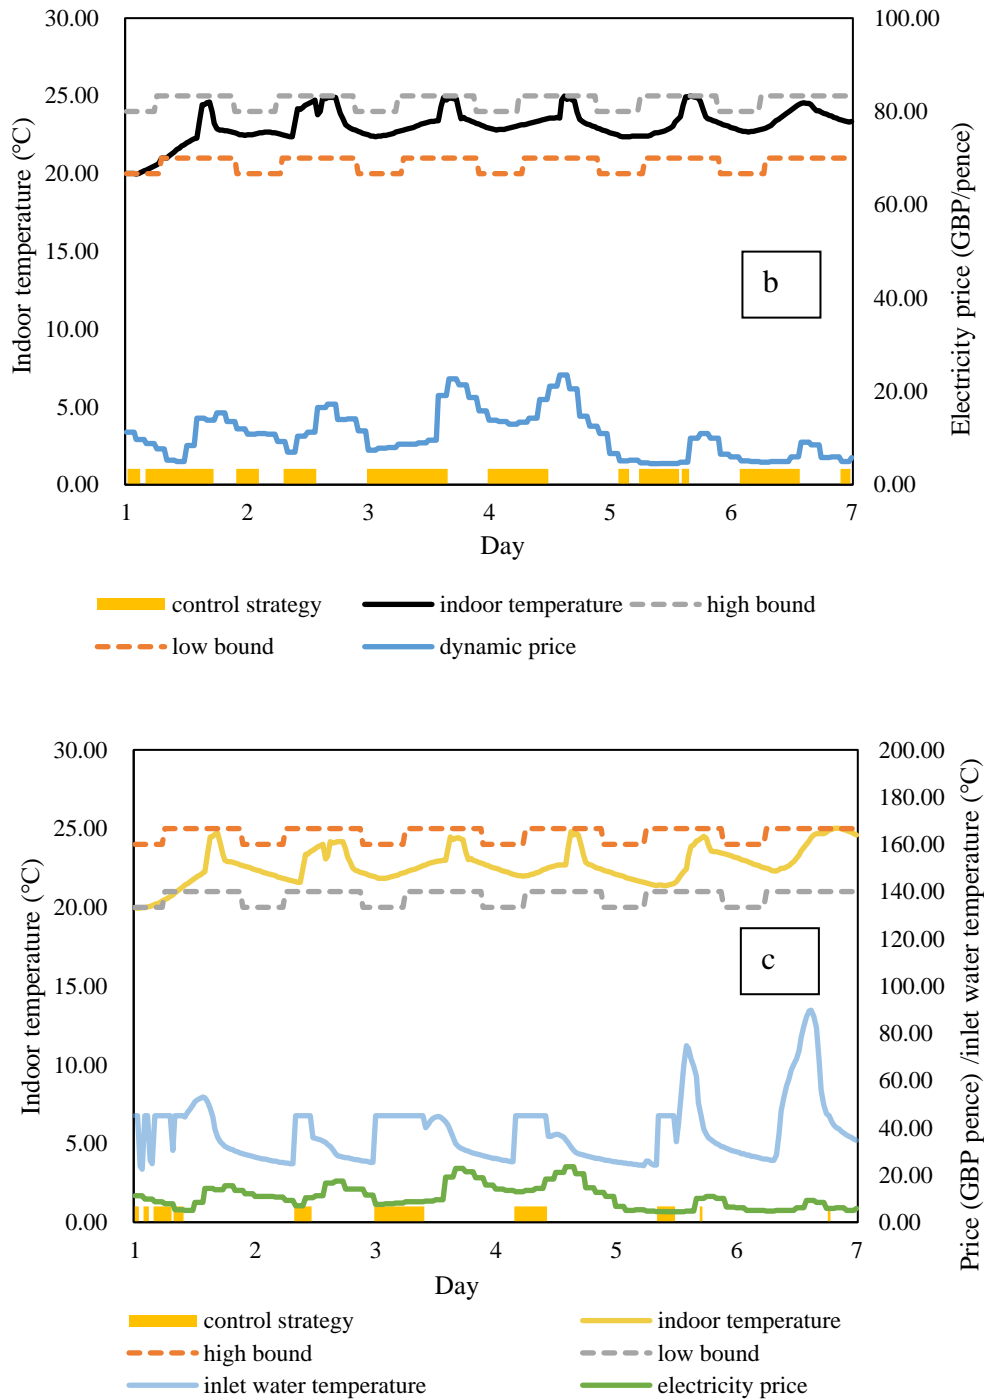 30.00
25.00
20.00
15.00
10.00
5.00
0.00
Indoor temperature (°C)
100.00
80.00
60.00
40.00
20.00
0.00
Electricity price (GBP/pence)
b
1 2 3 4 5 6 7
Day
control strategy indoor temperature high bound
low bound dynamic price
30.00
25.00
20.00
15.00
10.00
5.00
0.00
Indoor temperature (°C)
200.00
180.00
160.00
140.00
120.00
100.00
80.00
60.00
40.00
20.00
0.00
Price (GBP pence) /inlet water temperature (°C)
c
1 2 3 4 5 6 7
Day
control strategy indoor temperature
high bound low bound
inlet water temperature electricity price